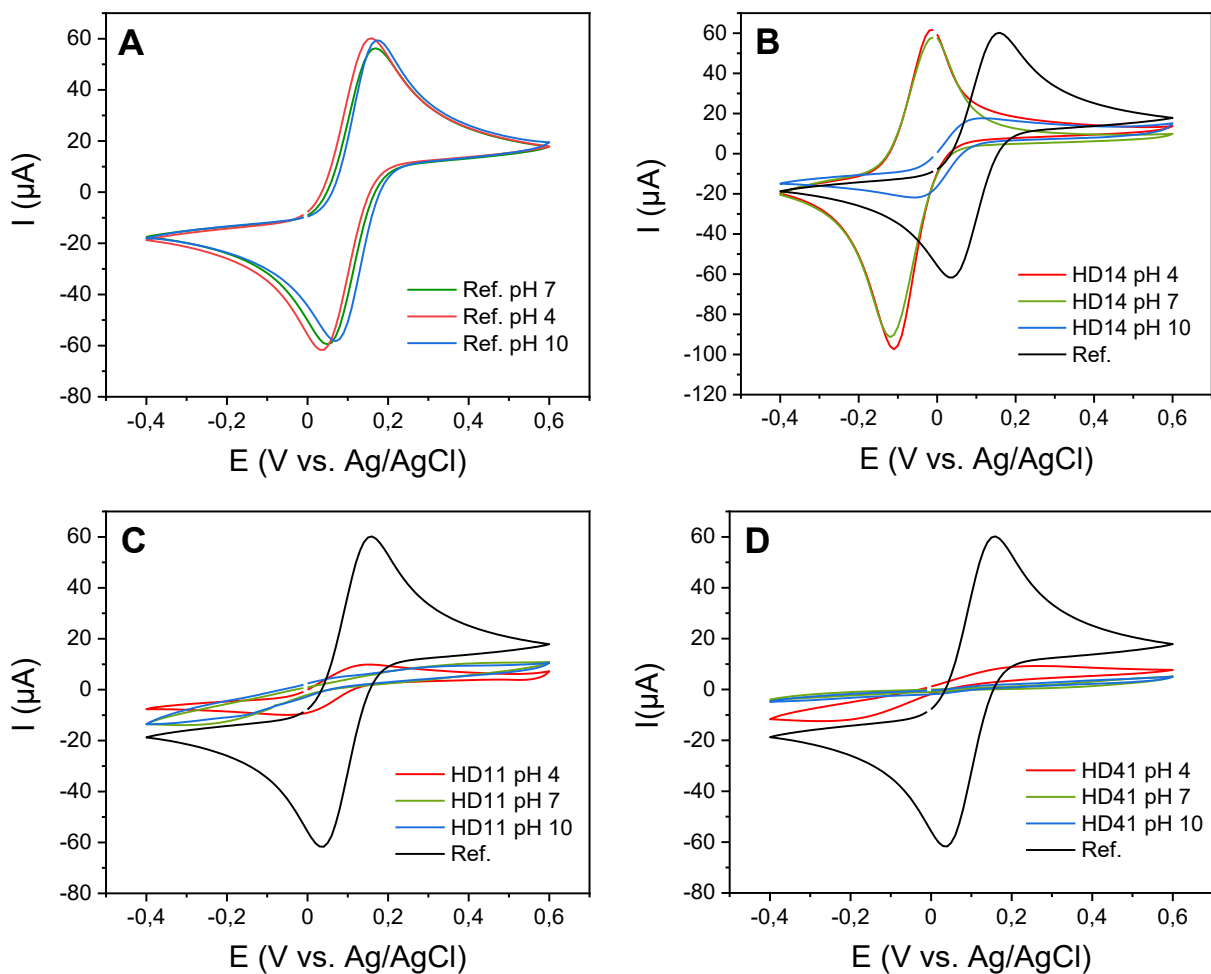 A
I (µA)
60
40
20
0
-20
-40
-60
-80
-0,4
-0,2
0
0,2
0,4
0,6
E (V vs. Ag/AgCl)
Ref. pH 7
Ref. pH 4
Ref. pH 10
B
I (µA)
80
60
40
20
0
-20
-40
-60
-80
-100
-120
-0,4
-0,2
0
0,2
0,4
0,6
E (V vs. Ag/AgCl)
HD14 pH 4
HD14 pH 7
HD14 pH 10
Ref.
C
I (µA)
60
40
20
0
-20
-40
-60
-80
-0,4
-0,2
0
0,2
0,4
0,6
E (V vs. Ag/AgCl)
HD11 pH 4
HD11 pH 7
HD11 pH 10
Ref.
D
I(µA)
60
40
20
0
-20
-40
-60
-80
-0,4
-0,2
0
0,2
0,4
0,6
E (V vs. Ag/AgCl)
HD41 pH 4
HD41 pH 7
HD41 pH 10
Ref.